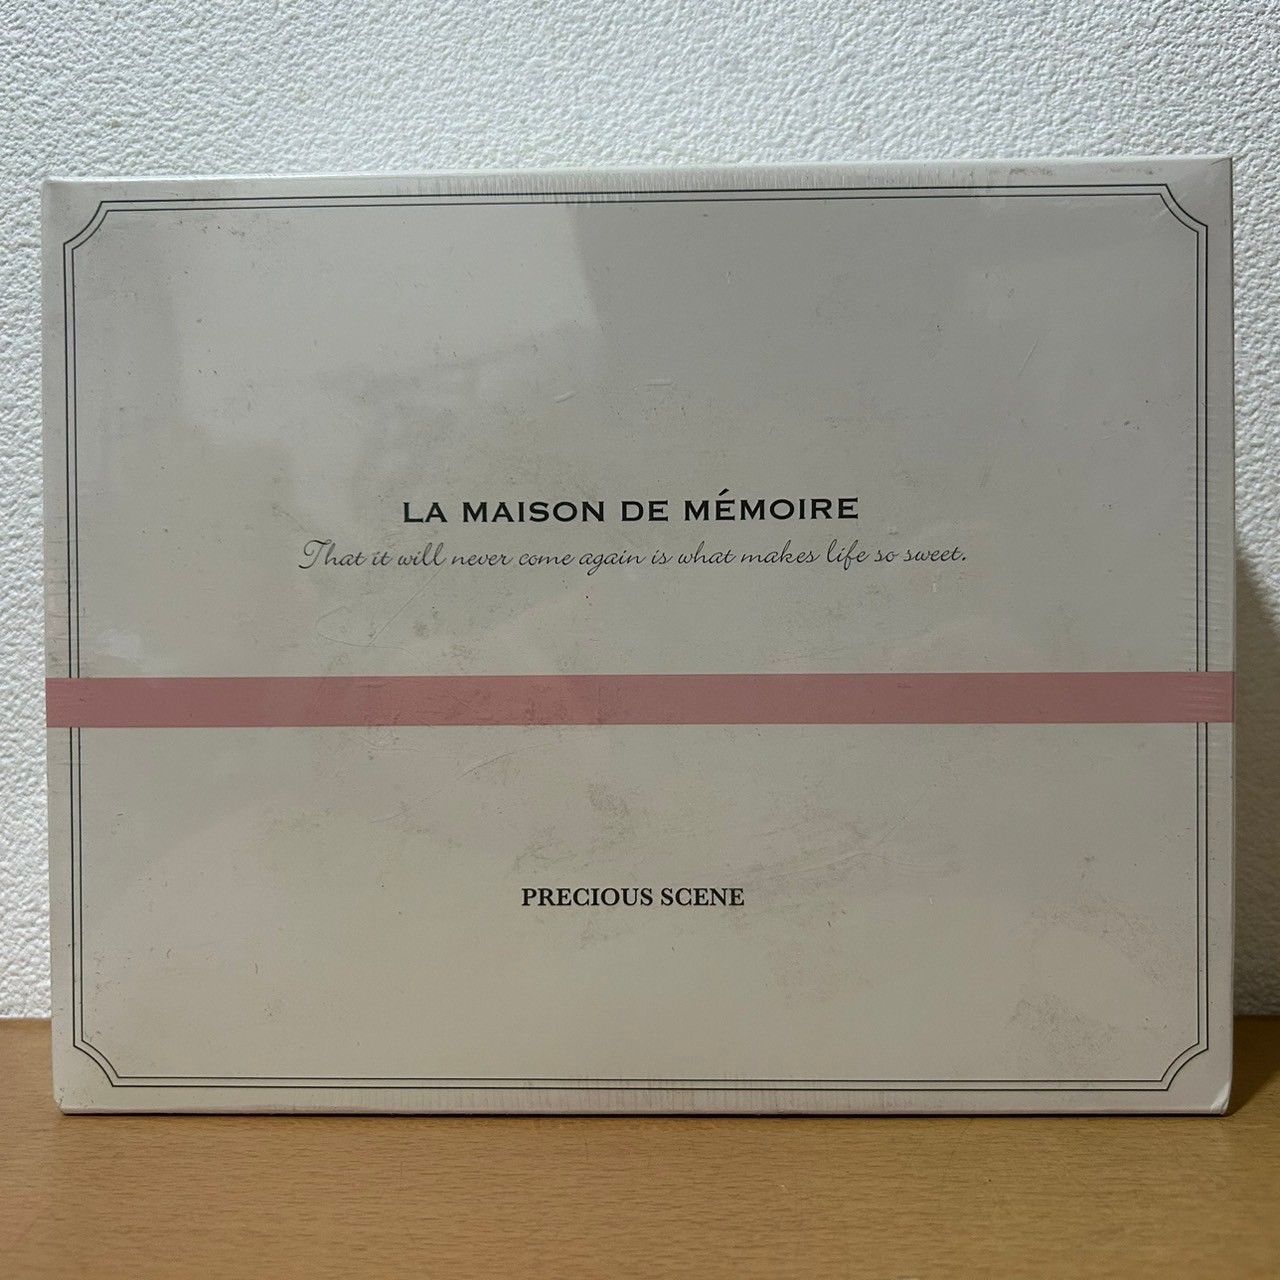 LA MAISON DE MÉMOIRE
That it will never come again is what makes life so sweet.
PRECIOUS SCENE